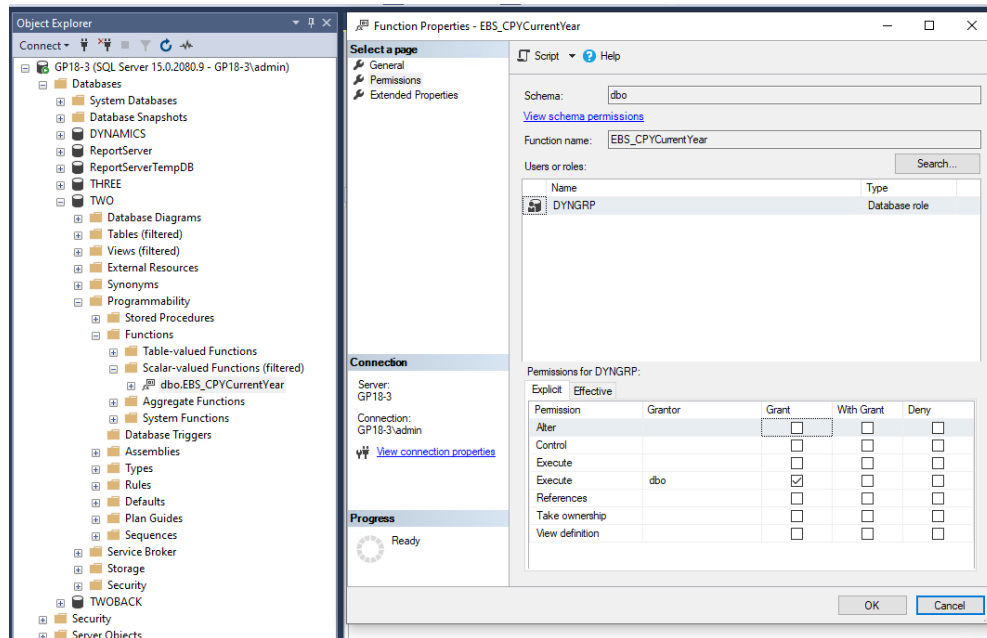 Object Explorer
Connect
GP18-3 (SQL Server 15.0.2080.9 - GP18-3\admin)
Databases
System Databases
Database Snapshots
DYNAMICS
ReportServer
ReportServerTempDB
THREE
TWO
Database Diagrams
Tables (filtered)
Views (filtered)
External Resources
Synonyms
Programmability
Stored Procedures
Functions
Table-valued Functions
Scalar-valued Functions (filtered)
dbo.EBS_CPYCurrentYear
Aggregate Functions
System Functions
Database Triggers
Assemblies
Types
Rules
Defaults
Plan Guides
Sequences
Service Broker
Storage
Security
TWOBACK
Security
Server Objects
Function Properties - EBS_CPYCurrentYear
Select a page
General
Permissions
Extended Properties
Connection
Server:
GP18-3
Connection:
GP18-3\admin
View connection properties
Progress
Ready
Script Help
Schema: dbo
View schema permissions
Function name: EBS_CPYCurrentYear
Users or roles: Search...
Name Type
DYNGRP Database role
Permissions for DYNGRP:
Explicit Effective
Permission Grantor Grant With Grant Deny
Alter
Control
Execute
Execute dbo
References
Take ownership
View definition
OK Cancel